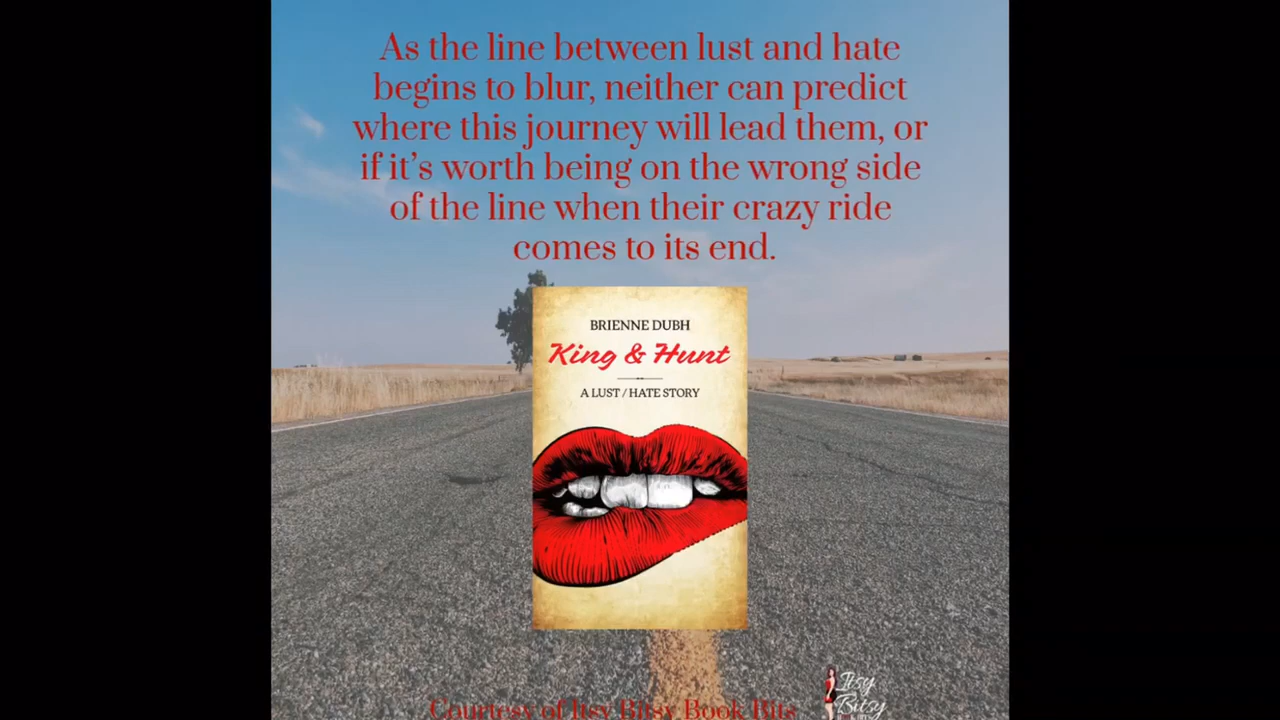 As the line between lust and hate
begins to blur, neither can predict
where this journey will lead them, or
if it's worth being on the wrong side
of the line when their crazy ride
comes to its end.
BRIENNE DUBH
King & Hunt
A LUST / HATE STORY
Courtesy of Itsy Bitsy Book Bits
Itsy
Bitsy